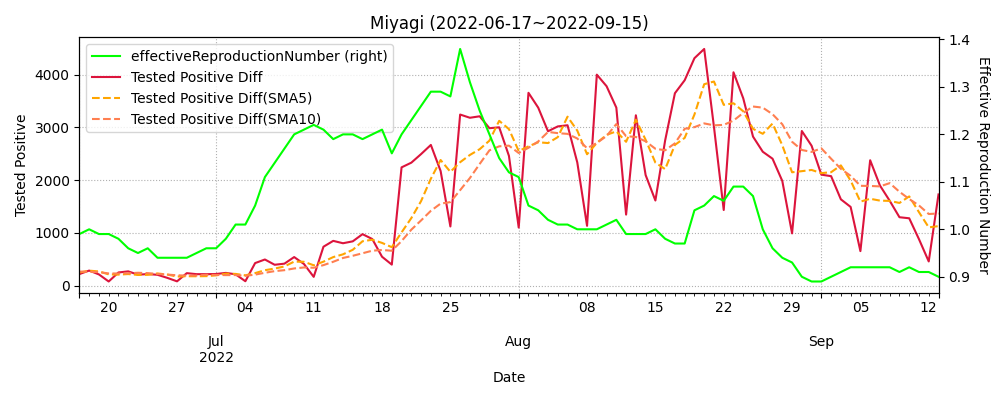 Miyagi (2022-06-17~2022-09-15)
effectiveReproductionNumber (right)
Tested Positive Diff
Tested Positive Diff(SMA5)
Tested Positive Diff(SMA10)
Tested Positive
4000
3000
2000
1000
0
Effective Reproduction Number
1.4
1.3
1.2
1.1
1.0
0.9
20 27 04 11 18 25 08 15 22 29 05 12
Jul Aug Sep
2022
Date